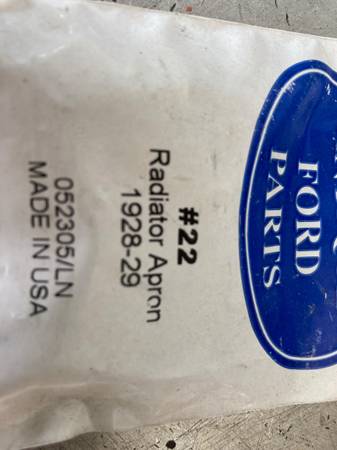 FORD
PARTS
#22
Radiator Apron
1928-29
052305/LN
MADE IN USA